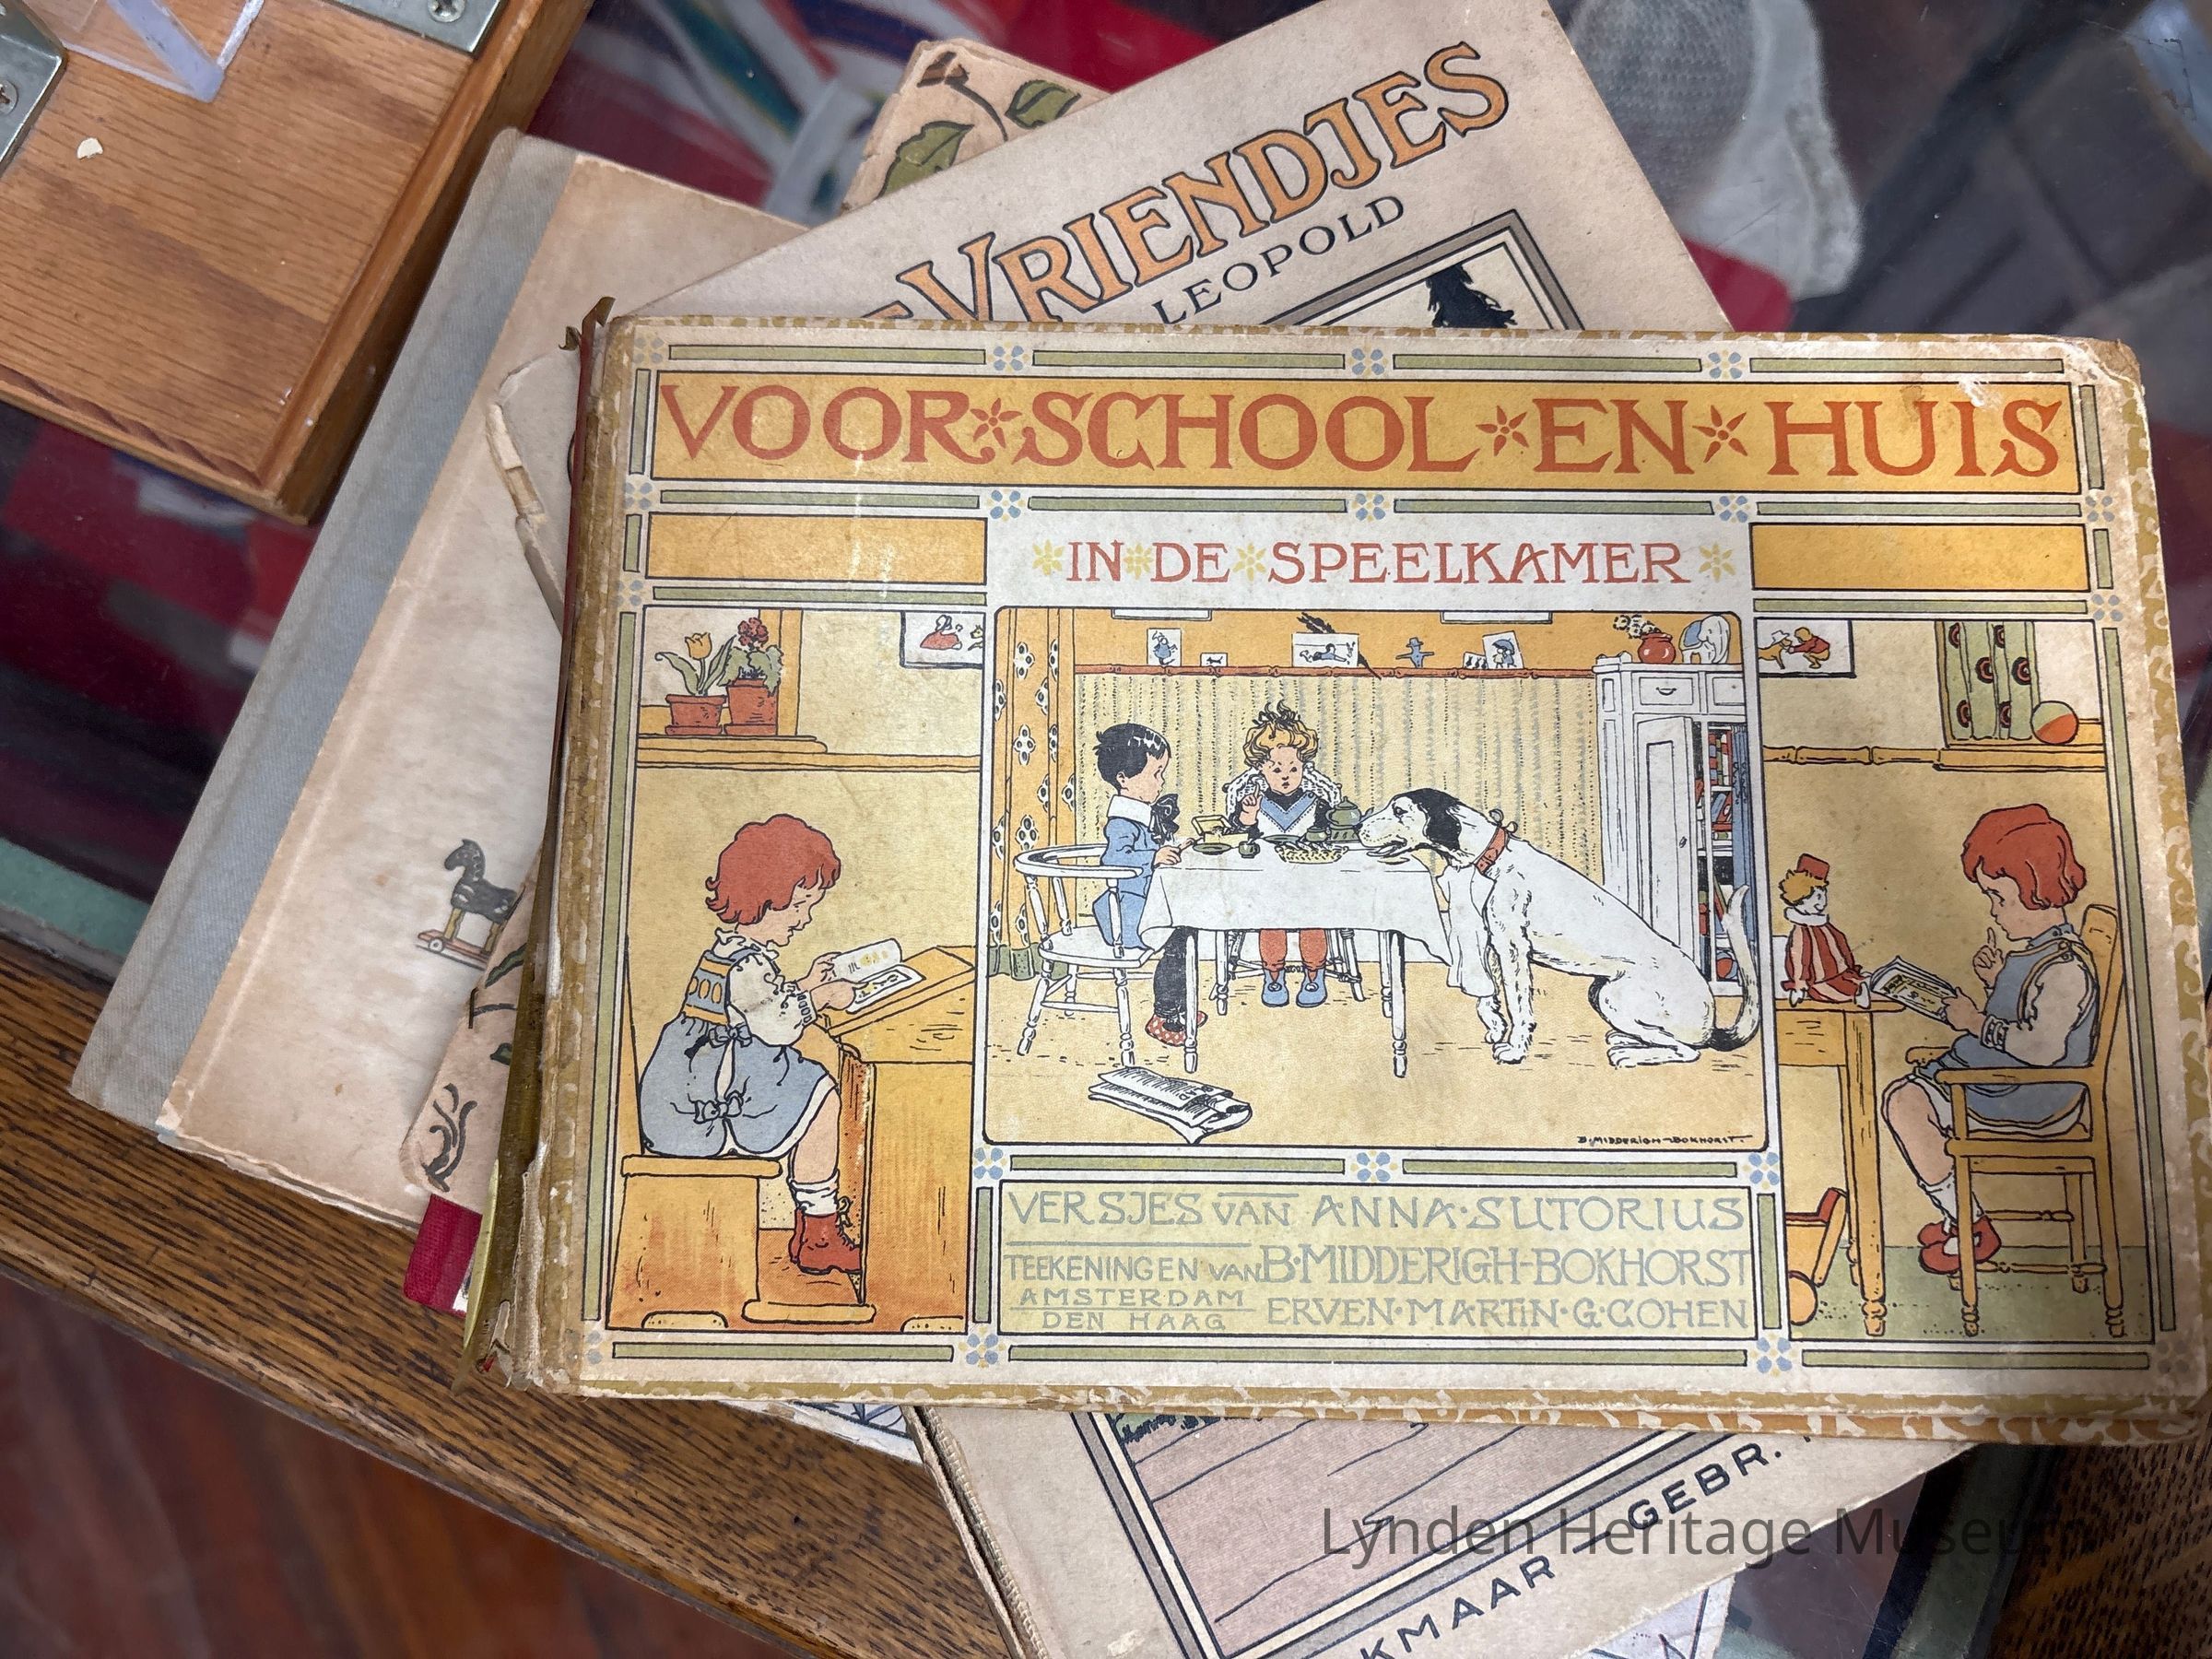 VRIENDJES
LEOPOLD
VOOR SCHOOL EN HUIS
IN DE SPEELKAMER
B. MIDDERIGH-BOKHORST.
VERSJES VAN ANNA·SUTORIUS
TEEKENINGEN VAN B·MIDDERIGH-BOKHORST
AMSTERDAM
DEN HAAG
ERVEN·MARTIN·G·COHEN
KMAAR — GEBR.
Lynden Heritage Museum